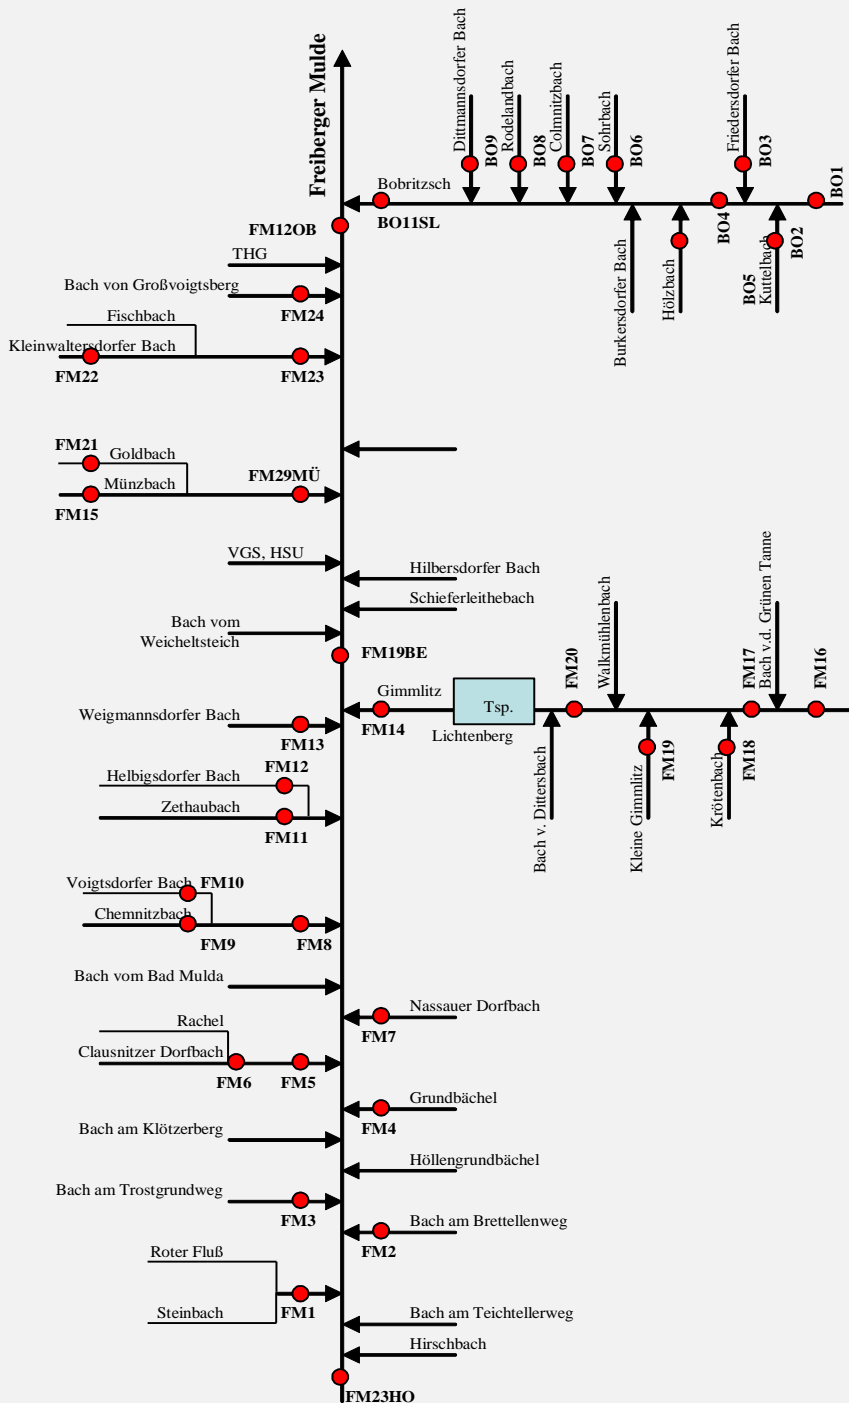 Freiberger Mulde
Dittmannsdorfer Bach
BO9
Rodelandbach
BO8
Colmnitzbach
BO7
Sohrbach
BO6
Friedersdorfer Bach
BO3
BO1
Bobritzsch
BO11SL
BO4
BO2
Burkersdorfer Bach
Hölzbach
BO5
Kuttelbach
FM12OB
THG
Bach von Großvoigtsberg
FM24
Fischbach
Kleinwaltersdorfer Bach
FM22
FM23
FM21
Goldbach
FM29MÜ
Münzbach
FM15
VGS, HSU
Hilbersdorfer Bach
Schieferleithebach
Bach vom
Weicheltsteich
FM19BE
Gimmlitz
FM14
Tsp.
Lichtenberg
FM20
Walkmühlenbach
FM17
Bach v.d. Grünen Tanne
FM16
Bach v. Dittersbach
Kleine Gimmlitz
FM19
Krötenbach
FM18
Weigmannsdorfer Bach
FM13
FM12
Helbigsdorfer Bach
Zethaubach
FM11
Voigtsdorfer Bach
FM10
Chemnitzbach
FM9
FM8
Bach vom Bad Mulda
Nassauer Dorfbach
FM7
Rachel
Clausnitzer Dorfbach
FM6
FM5
Grundbächel
FM4
Bach am Klötzerberg
Höllengrundbächel
Bach am Trostgrundweg
FM3
Bach am Brettellenweg
FM2
Roter Fluß
FM1
Steinbach
Bach am Teichtellerweg
Hirschbach
FM23HO